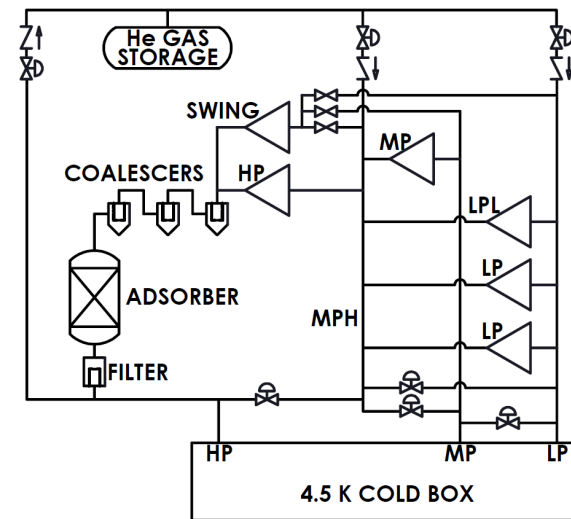 He GAS
STORAGE
SWING
MP
COALESCERS
HP
LPL
LP
ADSORBER
MPH
LP
FILTER
HP
MP
LP
4.5 K COLD BOX